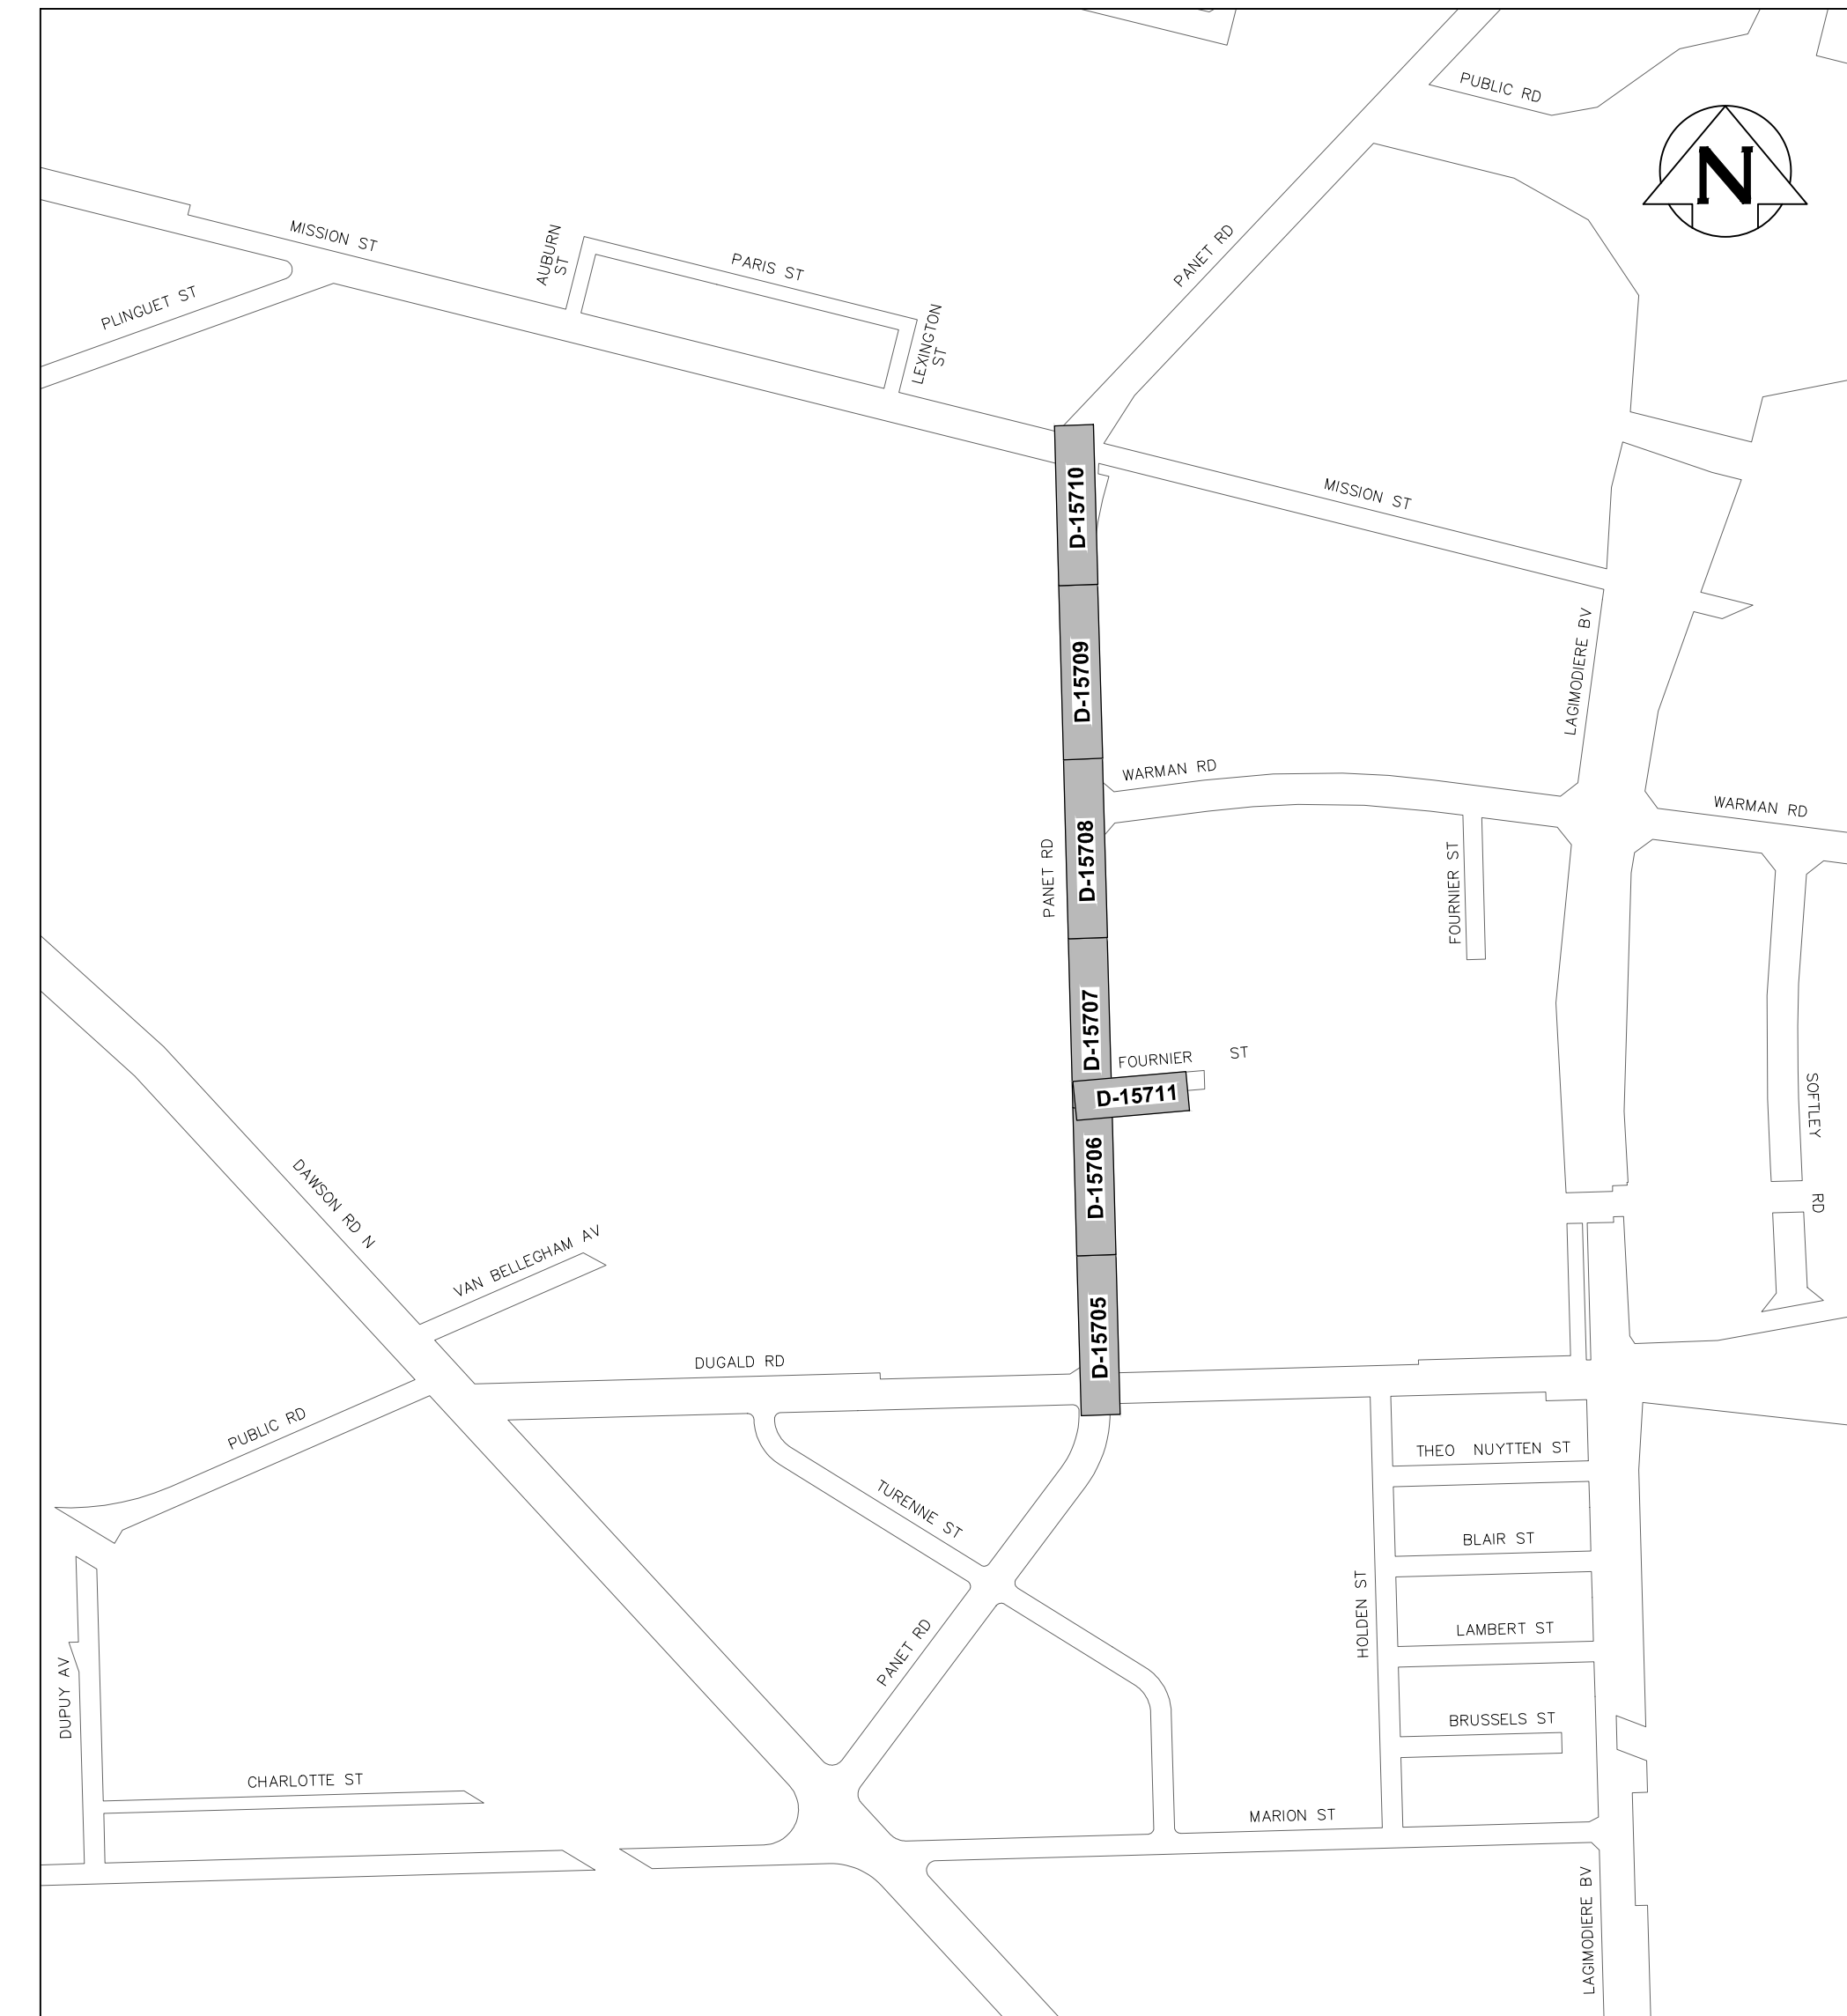 PUBLIC RD
N
MISSION ST
AUBURN
ST
PARIS ST
PANET RD
PLINGUET ST
LEXINGTON
ST
D-15710
MISSION ST
D-15709
LAGIMODIERE BV
WARMAN RD
WARMAN RD
D-15708
PANET RD
FOURNIER ST
D-15707
FOURNIER ST
D-15711
SOFTLEY RD
D-15706
DAWSON RD N
VAN BELLEGHAM AV
D-15705
DUGALD RD
PUBLIC RD
THEO NUYTTEN ST
TURENNE ST
BLAIR ST
HOLDEN ST
LAMBERT ST
PANET RD
DUPUY AV
BRUSSELS ST
CHARLOTTE ST
MARION ST
LAGIMODIERE BV